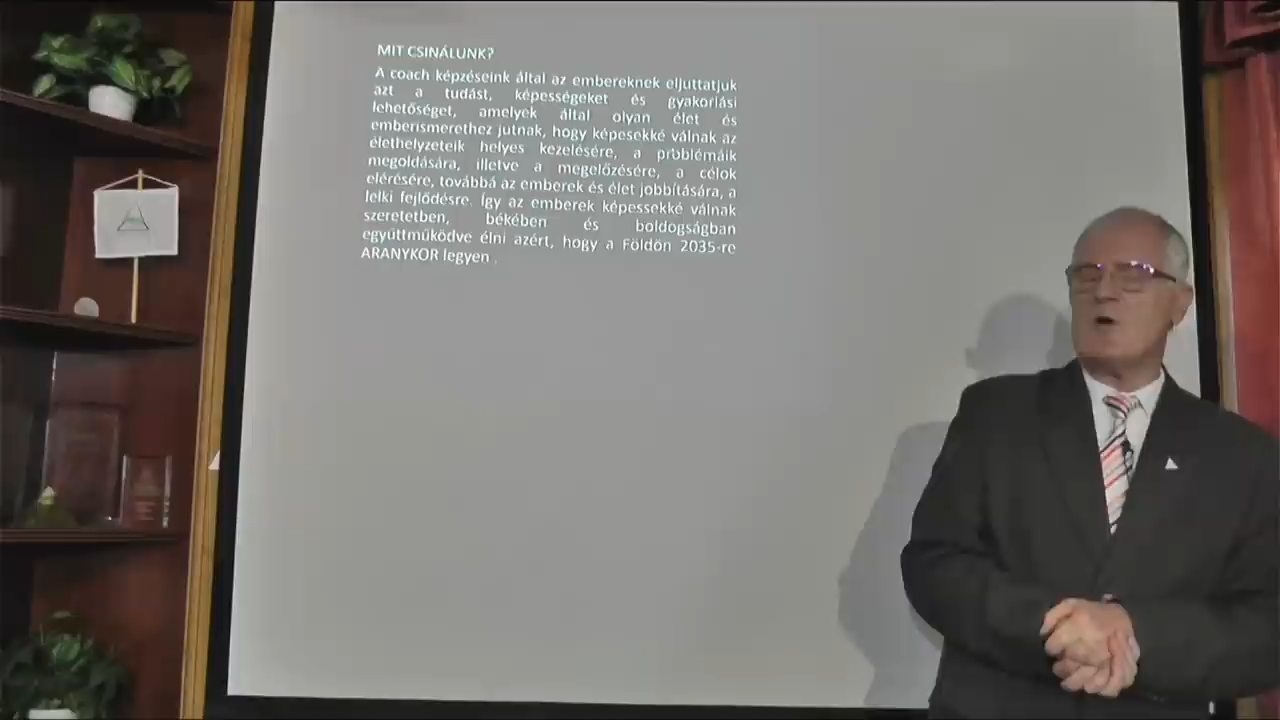 MIT CSINÁLUNK?
A coach képzéseink által az embereknek eljuttatjuk
azt a tudást, képességeket és gyakorlási
lehetőséget, amelyek által olyan élet és
emberismerethez jutnak, hogy képesekké válnak az
élethelyzeteik helyes kezelésére, a problémáik
megoldására, illetve a megelőzésére, a célok
elérésére, továbbá az emberek és élet jobbítására, a
lelki fejlődésre. Így az emberek képessekké válnak
szeretetben, békében és boldogságban
együttműködve élni azért, hogy a Földön 2035-re
ARANYKOR legyen .